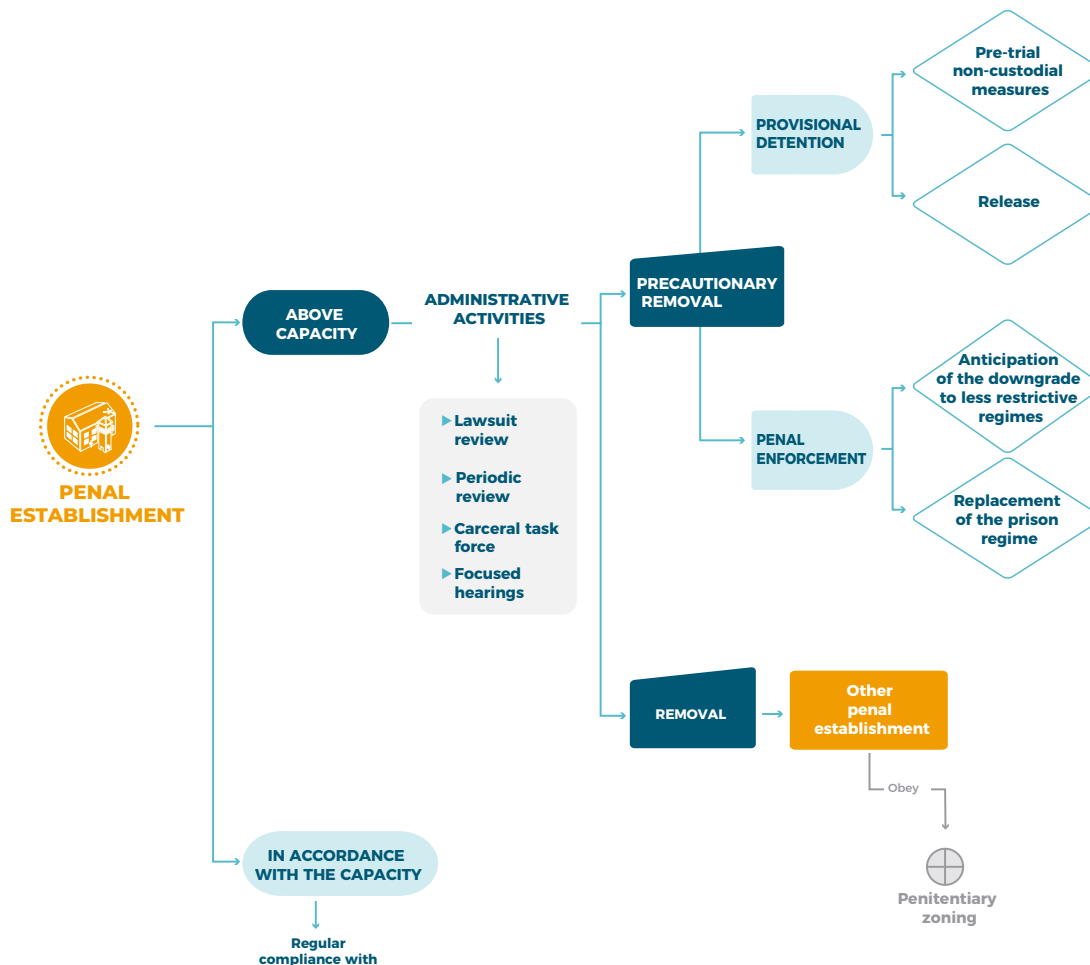 PENAL
ESTABLISHMENT
ABOVE
CAPACITY
ADMINISTRATIVE
ACTIVITIES
Lawsuit
review
Periodic
review
Carceral task
force
Focused
hearings
PRECAUTIONARY
REMOVAL
PROVISIONAL
DETENTION
Pre-trial
non-custodial
measures
Release
PENAL
ENFORCEMENT
Anticipation
of the downgrade
to less restrictive
regimes
Replacement
of the prison
regime
REMOVAL
Other
penal
establishment
Obey
Penitentiary
zoning
IN ACCORDANCE
WITH THE CAPACITY
Regular
compliance with